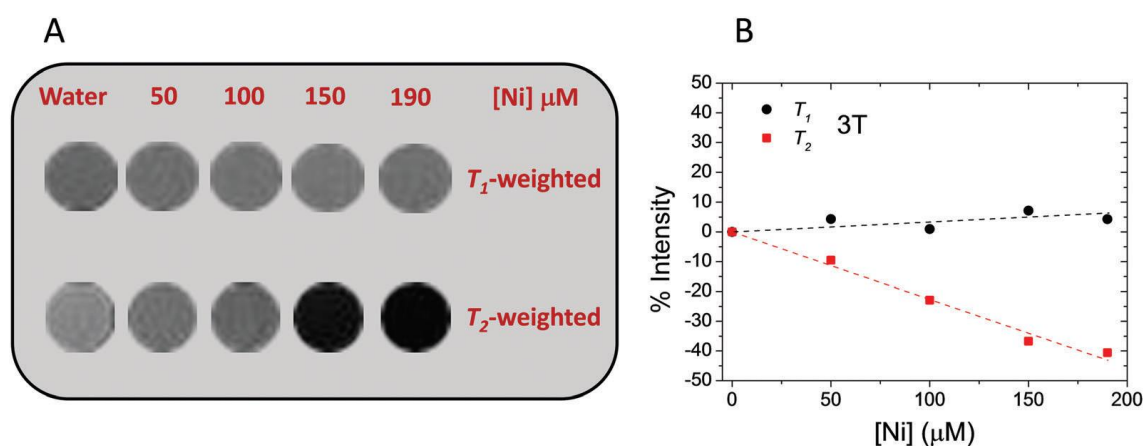 A
Water 50 100 150 190 [Ni] μM
T1-weighted
T2-weighted
B
50
40
30
20
10
0
-10
-20
-30
-40
-50
% Intensity
T1
T2
3T
0 50 100 150 200
[Ni] (μM)